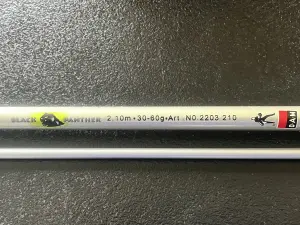 BLACK PANTHER 2,10m • 30-60g • Art. NO.2203 210 DAM